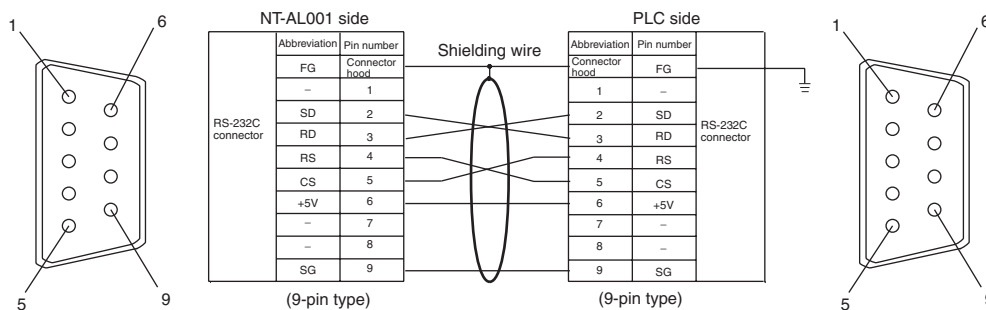 NT-AL001 side
PLC side
1
6
1
6
Abbreviation Pin number
Shielding wire
Abbreviation Pin number
FG Connector hood
Connector hood FG
– 1
1 –
SD 2
2 SD
RS-232C connector
RS-232C connector
RD 3
3 RD
RS 4
4 RS
CS 5
5 CS
+5V 6
6 +5V
– 7
7 –
– 8
8 –
SG 9
9 SG
5
9
(9-pin type)
(9-pin type)
5
9